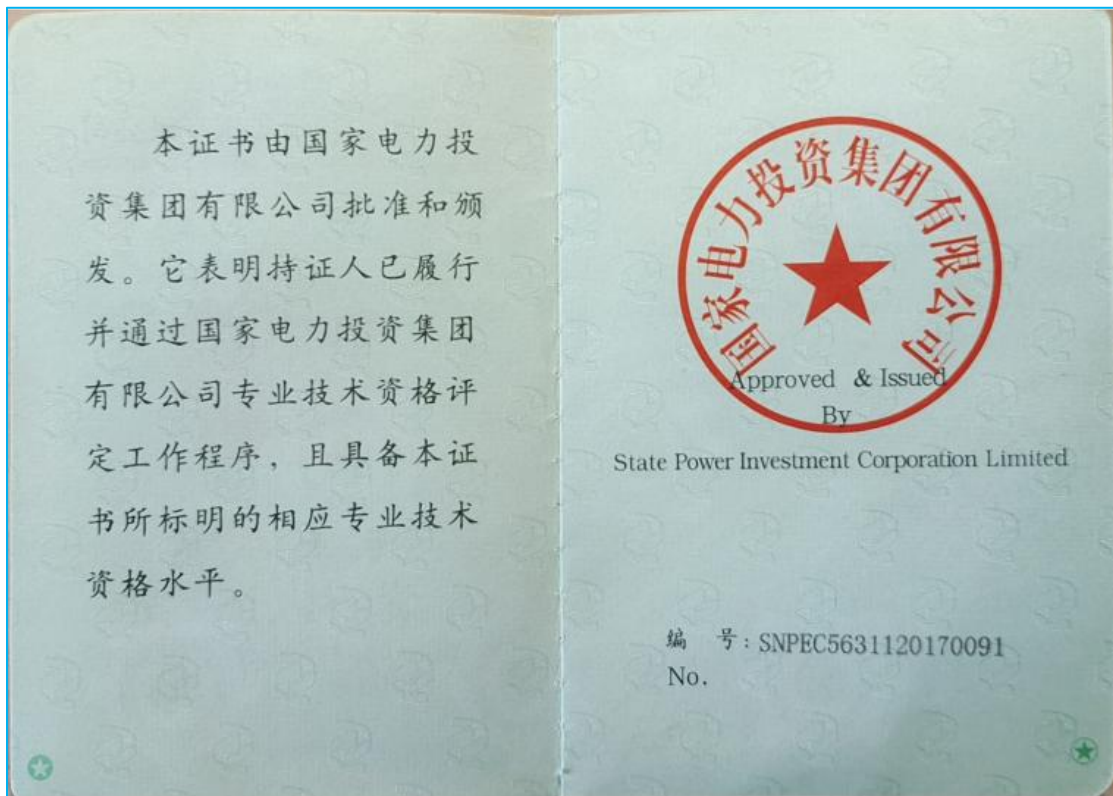 本证书由国家电力投
资集团有限公司批准和颁
发。它表明持证人已履行
并通过国家电力投资集团
有限公司专业技术资格评
定工作程序，且具备本证
书所标明的相应专业技术
资格水平。
国家电力投资集团有限公司
Approved & Issued
By
State Power Investment Corporation Limited
编 号：SNPEC5631120170091
No.